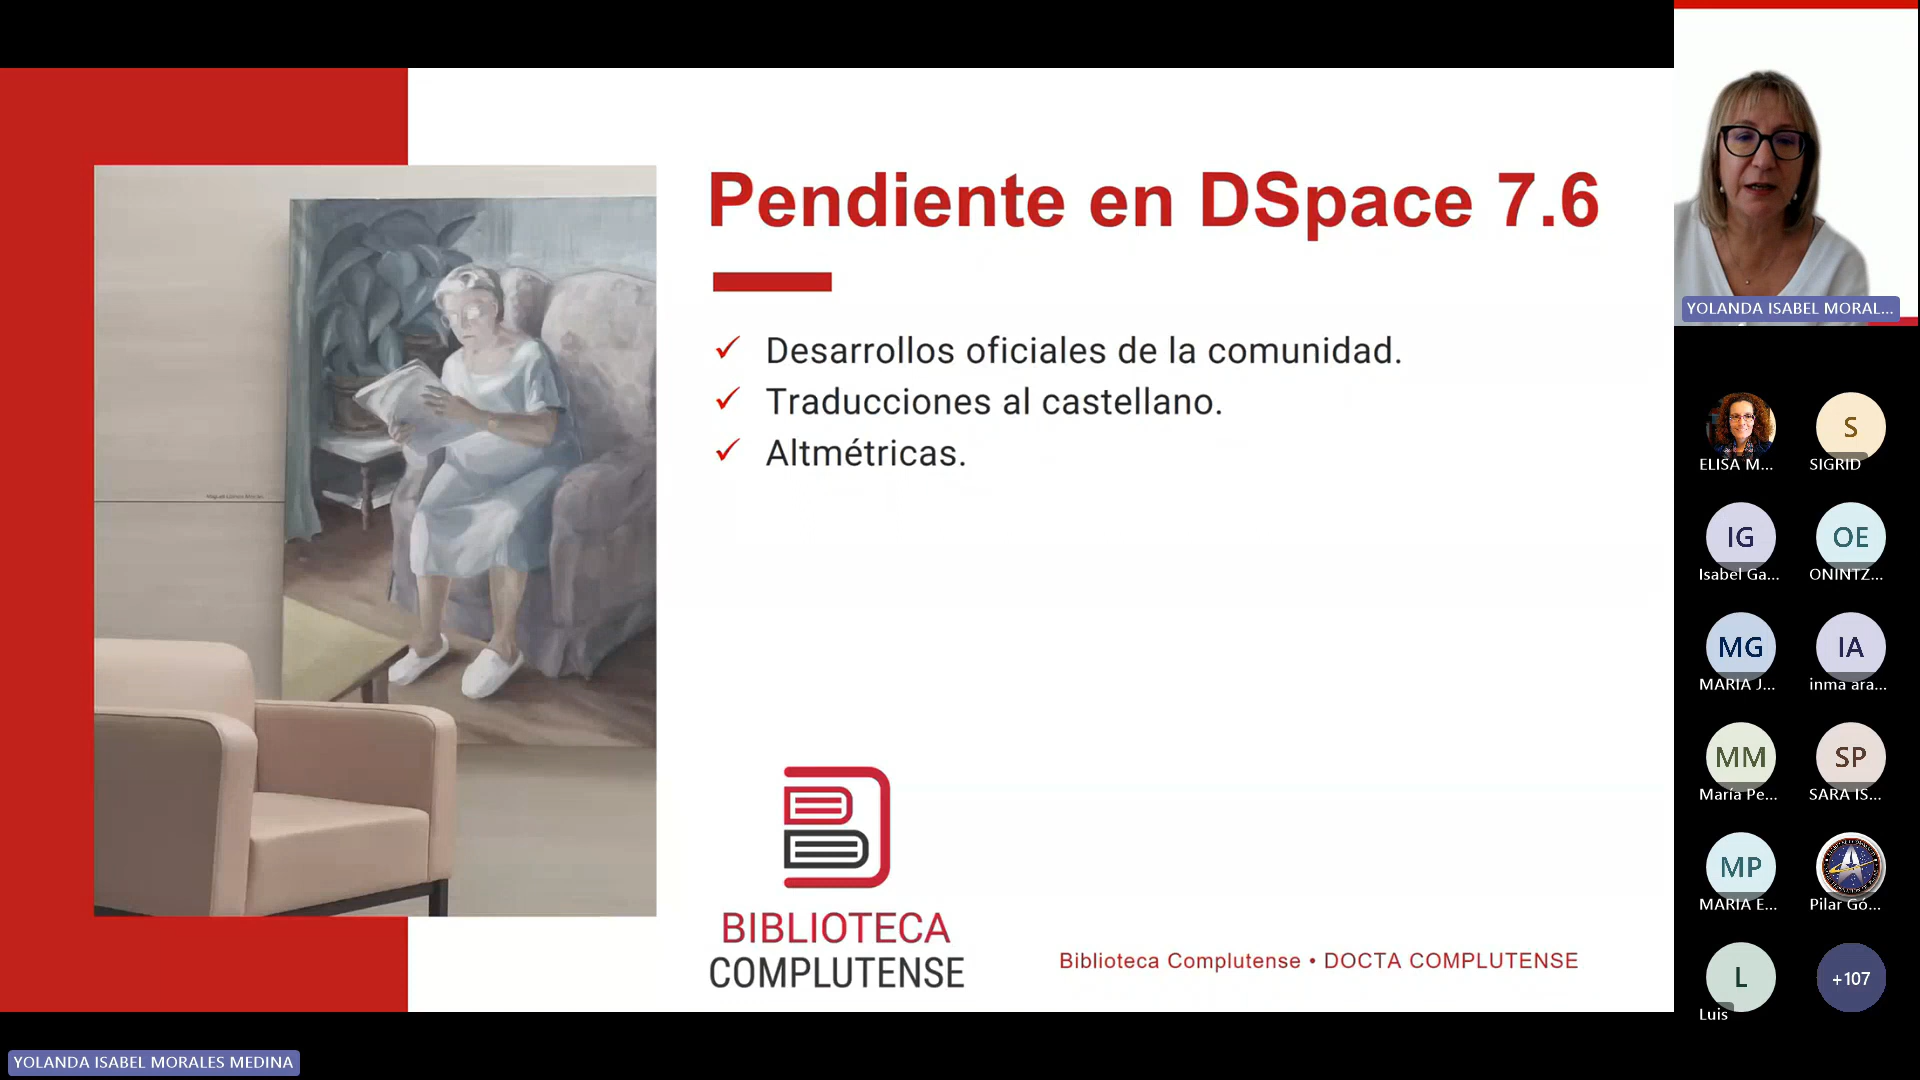 Pendiente en DSpace 7.6
Desarrollos oficiales de la comunidad.
Traducciones al castellano.
Altmétricas.
BIBLIOTECA
COMPLUTENSE
Biblioteca Complutense • DOCTA COMPLUTENSE
YOLANDA ISABEL MORALES MEDINA
YOLANDA ISABEL MORAL...
ELISA M...
S
SIGRID
IG
Isabel Ga...
OE
ONINTZ...
MG
MARIA J...
IA
inma ara...
MM
María Pe...
SP
SARA IS...
MP
MARIA E...
Pilar Gó...
L
Luis
+107